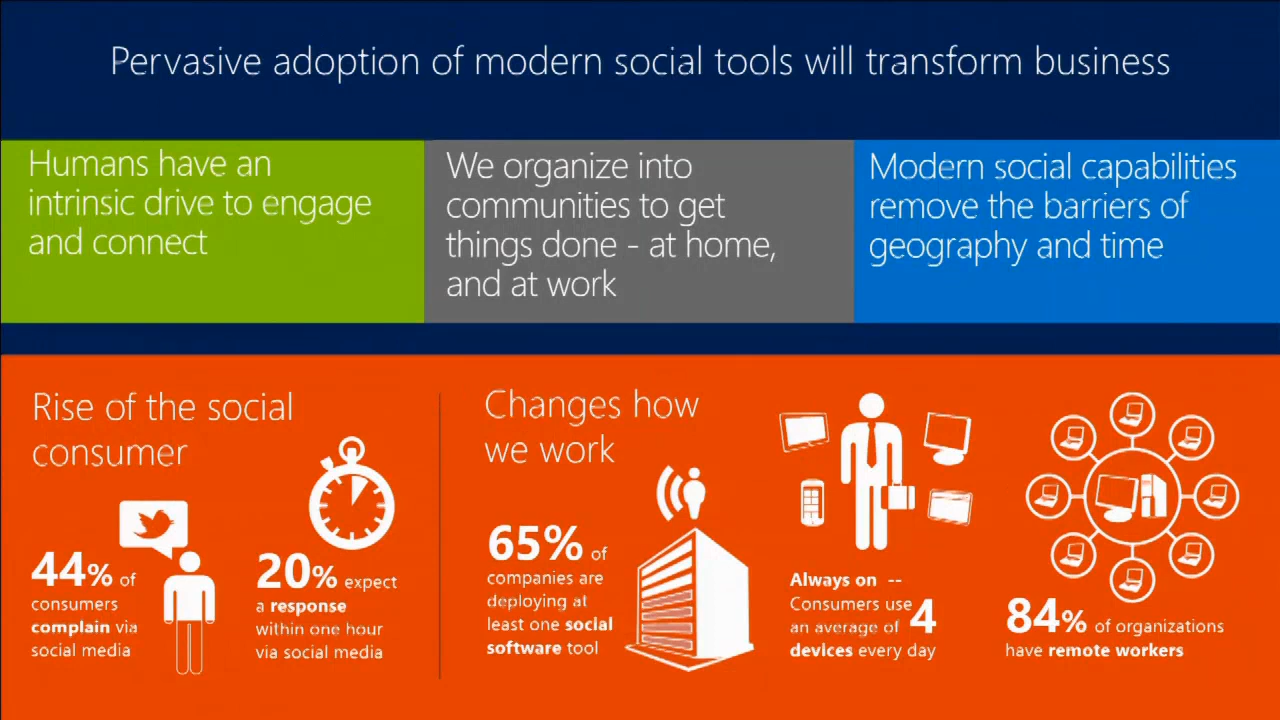 Pervasive adoption of modern social tools will transform business
Humans have an
intrinsic drive to engage
and connect
We organize into
communities to get
things done - at home,
and at work
Modern social capabilities
remove the barriers of
geography and time
Rise of the social
consumer
44% of
consumers
complain via
social media
20% expect
a response
within one hour
via social media
Changes how
we work
65% of
companies are
deploying at
least one social
software tool
Always on --
Consumers use
an average of 4
devices every day
84% of organizations
have remote workers